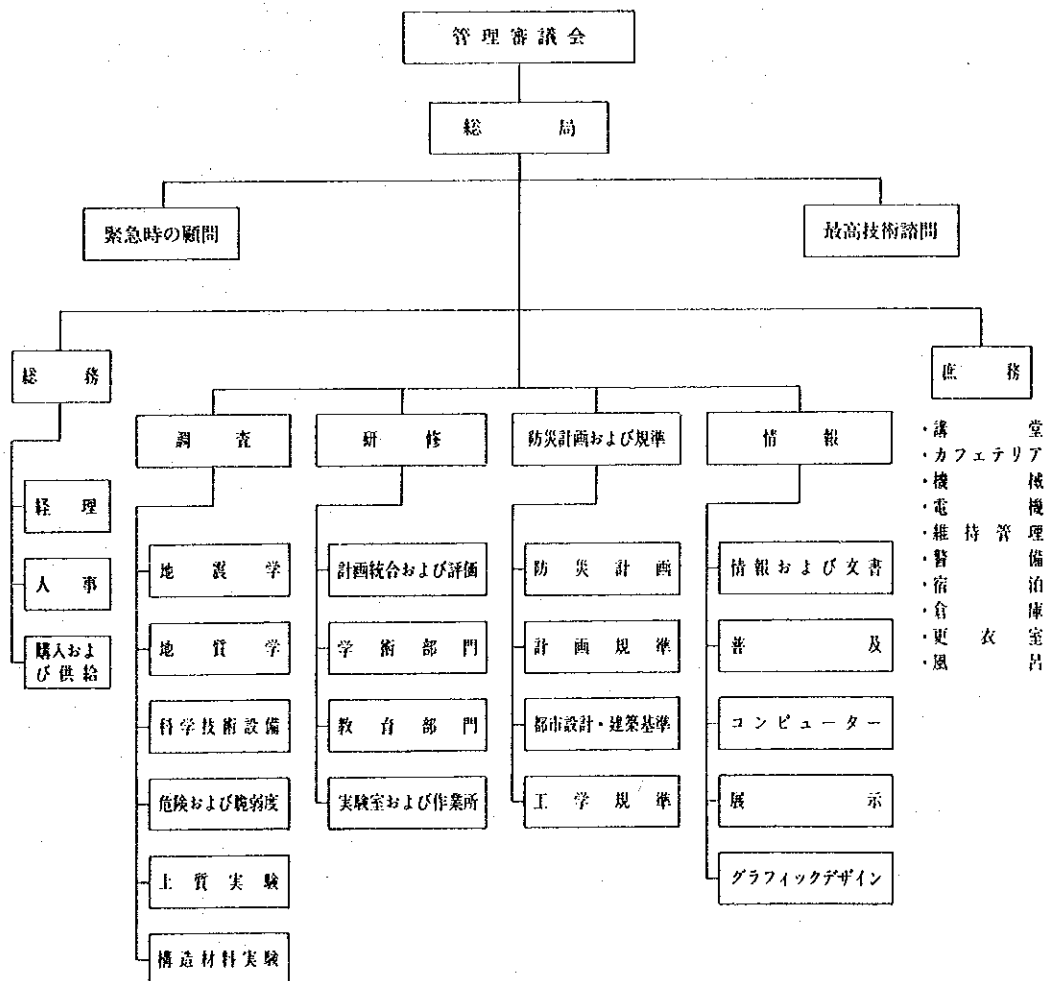 管理審議会
総局
緊急時の顧問
最高技術諮問
総務
庶務
調査
研修
防災計画および規準
情報
・講堂
・カフェテリア
・機械
・電機
・維持管理
・警備
・宿泊
・倉庫
・更衣室
・風呂
経理
人事
購入およ
び供給
地震学
地質学
科学技術設備
危険および脆弱度
土質実験
構造材料実験
計画統合および評価
学術部門
教育部門
実験室および作業所
防災計画
計画規準
都市設計・建築基準
工学規準
情報および文書
普及
コンピューター
展示
グラフィックデザイン